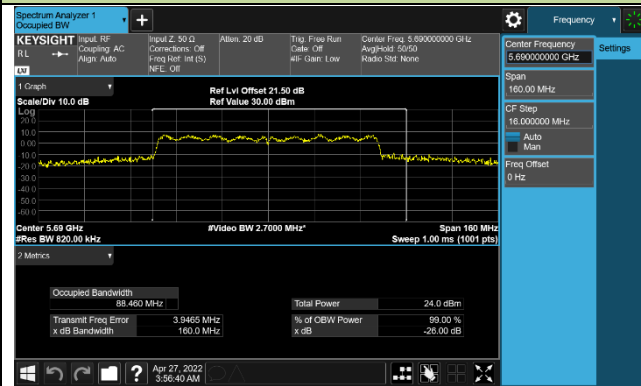 Spectrum Analyzer 1
Occupied BW
+
Frequency
KEYSIGHT
RL
LXI
Input: RF
Coupling: AC
Align: Auto
Input Z: 50 Ω
Corrections: Off
Freq Ref: Int (S)
NFE: Off
Atten: 20 dB
Trig: Free Run
Gate: Off
#IF Gain: Low
Center Freq: 5.690000000 GHz
Avg|Hold: 50/50
Radio Std: None
Center Frequency
5.690000000 GHz
Settings
Span
160.00 MHz
CF Step
16.000000 MHz
Auto
Man
Freq Offset
0 Hz
1 Graph
Scale/Div 10.0 dB
Ref Lvl Offset 21.50 dB
Ref Value 30.00 dBm
Log
20.0
10.0
0.00
-10.0
-20.0
-30.0
-40.0
-50.0
-60.0
Center 5.69 GHz
#Res BW 820.00 kHz
#Video BW 2.7000 MHz*
Span 160 MHz
Sweep 1.00 ms (1001 pts)
2 Metrics
Occupied Bandwidth
88.460 MHz
Transmit Freq Error 3.9465 MHz
x dB Bandwidth 160.0 MHz
Total Power 24.0 dBm
% of OBW Power 99.00 %
x dB -26.00 dB
?
Apr 27, 2022
3:56:40 AM